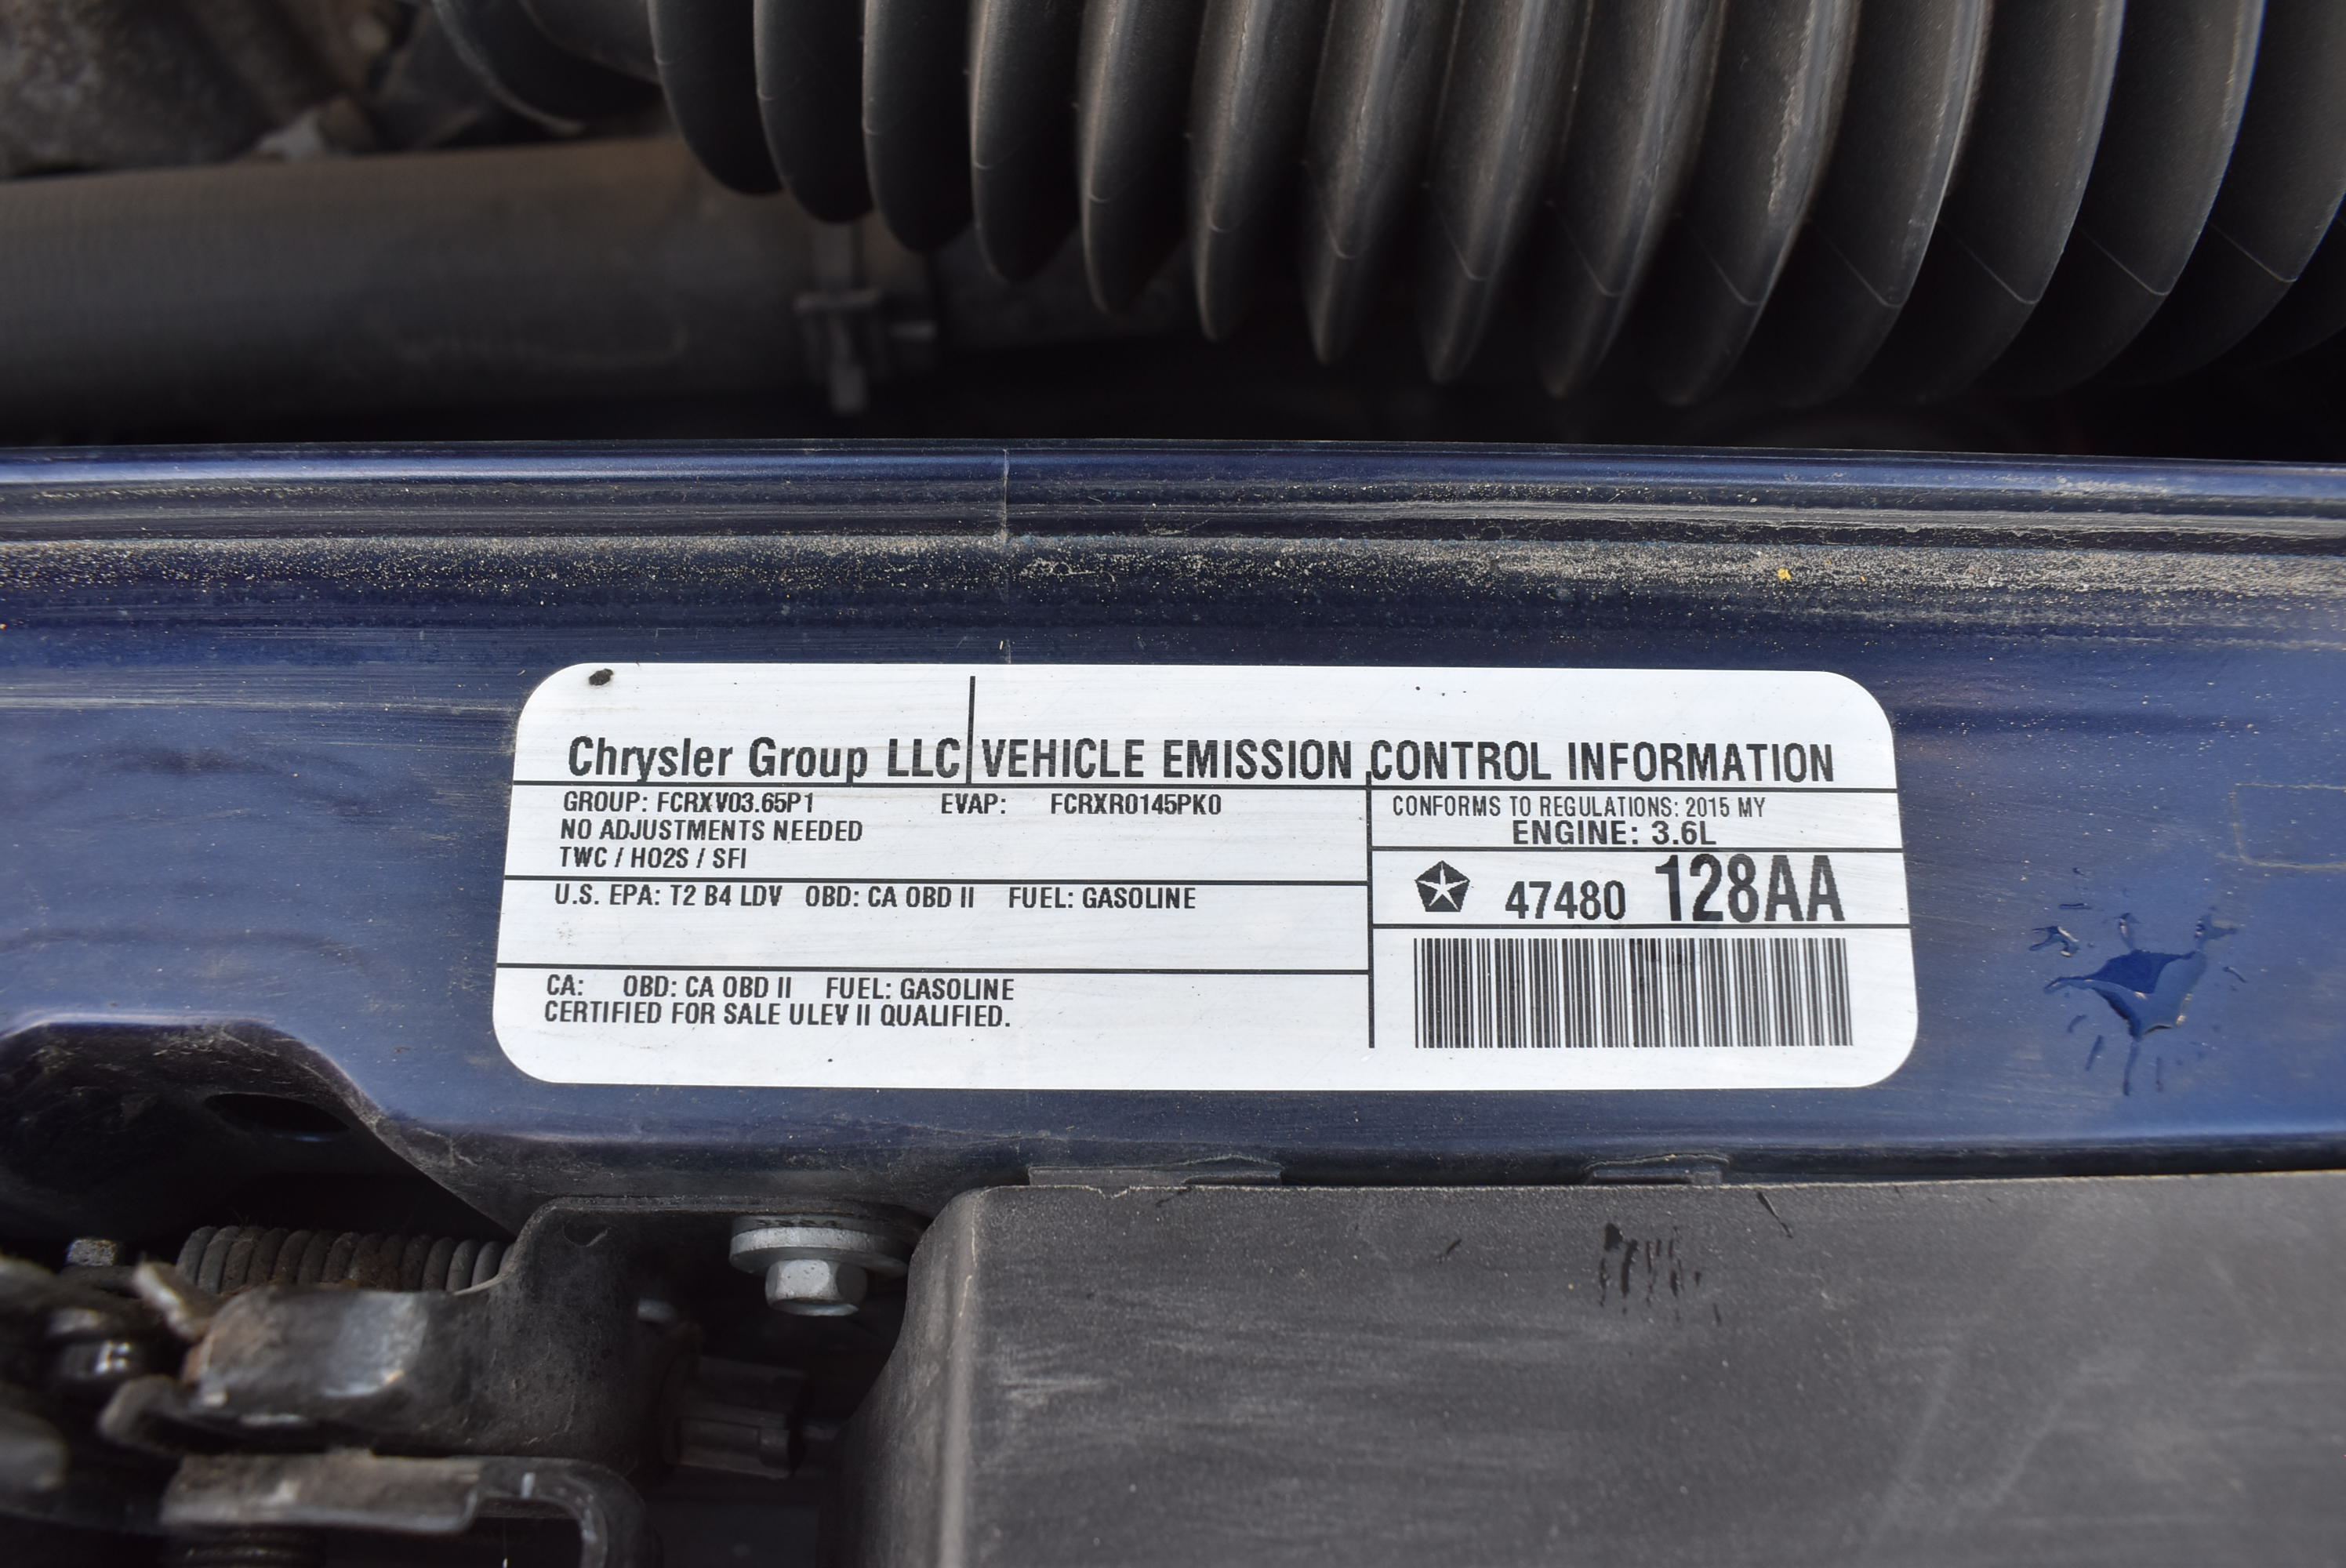 Chrysler Group LLC VEHICLE EMISSION CONTROL INFORMATION
GROUP: FCRXV03.65P1 EVAP: FCRXR0145PK0
NO ADJUSTMENTS NEEDED
TWC / HO2S / SFI
U.S. EPA: T2 B4 LDV OBD: CA OBD II FUEL: GASOLINE
CA: OBD: CA OBD II FUEL: GASOLINE
CERTIFIED FOR SALE ULEV II QUALIFIED.
CONFORMS TO REGULATIONS: 2015 MY
ENGINE: 3.6L
47480 128AA